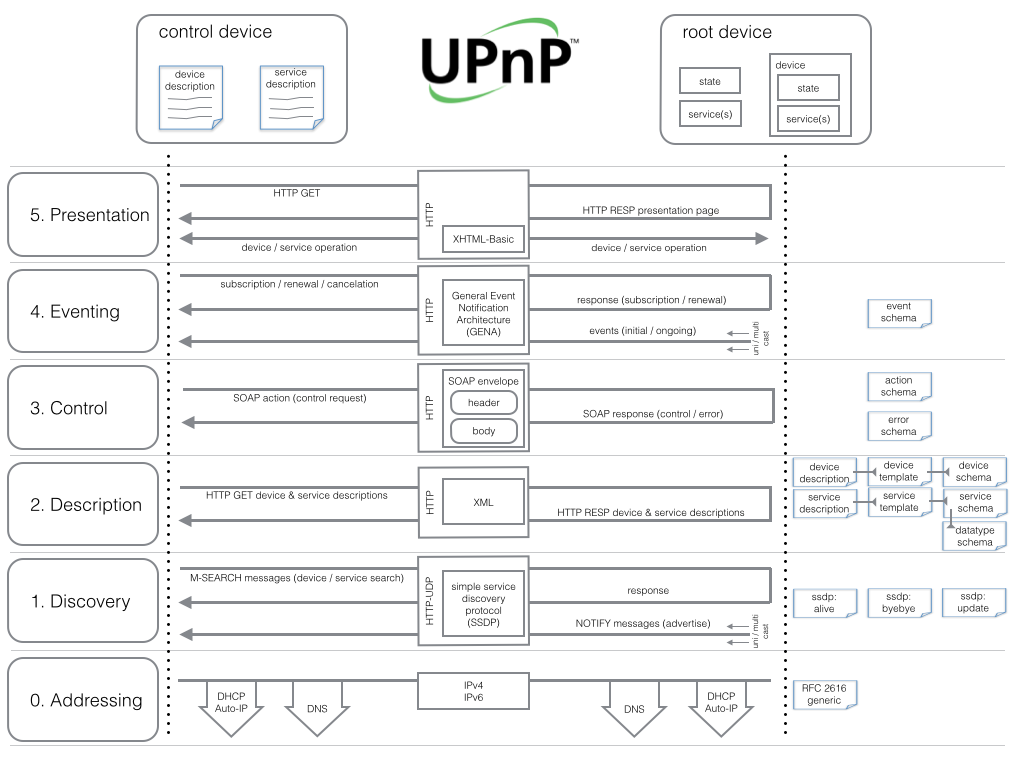 control device
device
description
service
description
UPnP™
root device
state
service(s)
device
state
service(s)
5. Presentation
HTTP GET
HTTP
XHTML-Basic
HTTP RESP presentation page
device / service operation
device / service operation
4. Eventing
subscription / renewal / cancelation
HTTP
General Event
Notification
Architecture
(GENA)
response (subscription / renewal)
events (initial / ongoing)
uni / multi
cast
event
schema
3. Control
SOAP action (control request)
HTTP
SOAP envelope
header
body
SOAP response (control / error)
action
schema
error
schema
2. Description
HTTP GET device & service descriptions
HTTP
XML
HTTP RESP device & service descriptions
device
description
device
template
device
schema
service
description
service
template
service
schema
datatype
schema
1. Discovery
M-SEARCH messages (device / service search)
HTTP-UDP
simple service
discovery
protocol
(SSDP)
response
NOTIFY messages (advertise)
uni / multi
cast
ssdp:
alive
ssdp:
byebye
ssdp:
update
0. Addressing
DHCP
Auto-IP
DNS
IPv4
IPv6
DNS
DHCP
Auto-IP
RFC 2616
generic